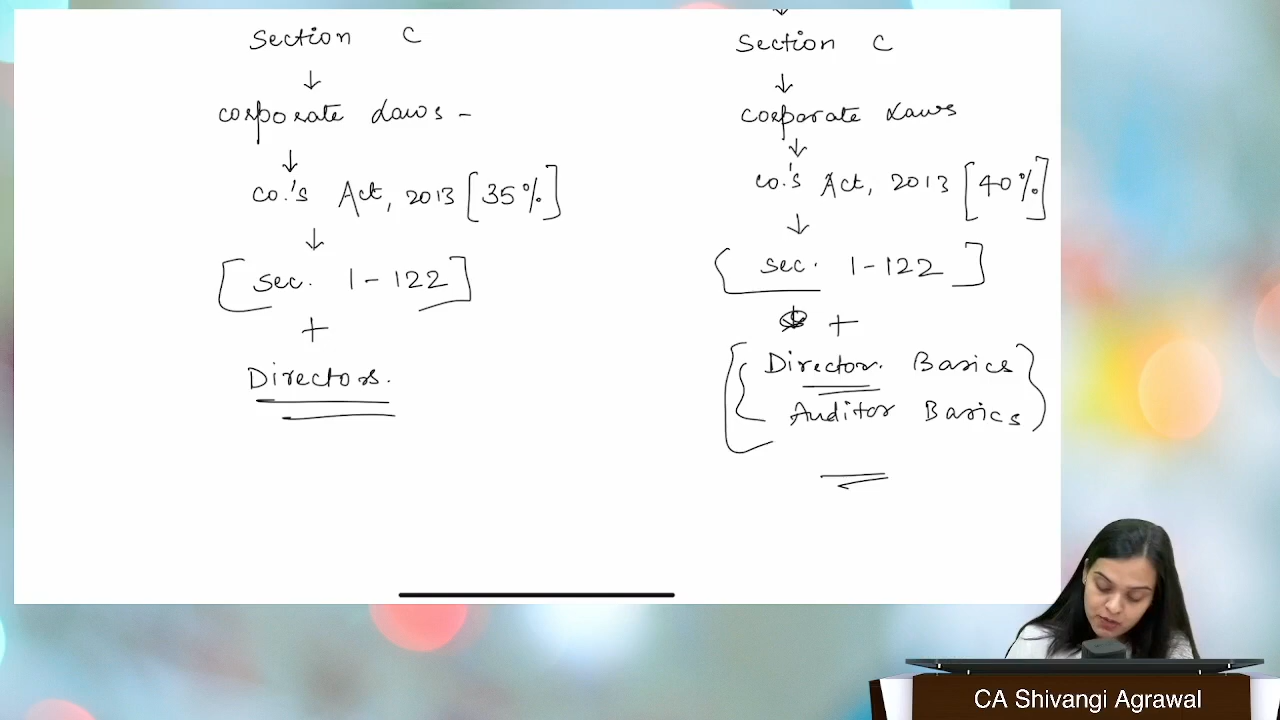 Section C
↓
corporate Laws -
↓
co.'s Act, 2013 [35%]
↓
[sec. 1-122]
+
Directors.
Section C
↓
corporate Laws
↓
co.'s Act, 2013 [40%]
↓
[sec. 1-122]
+
Director. Basics
Auditor Basics
CA Shivangi Agrawal